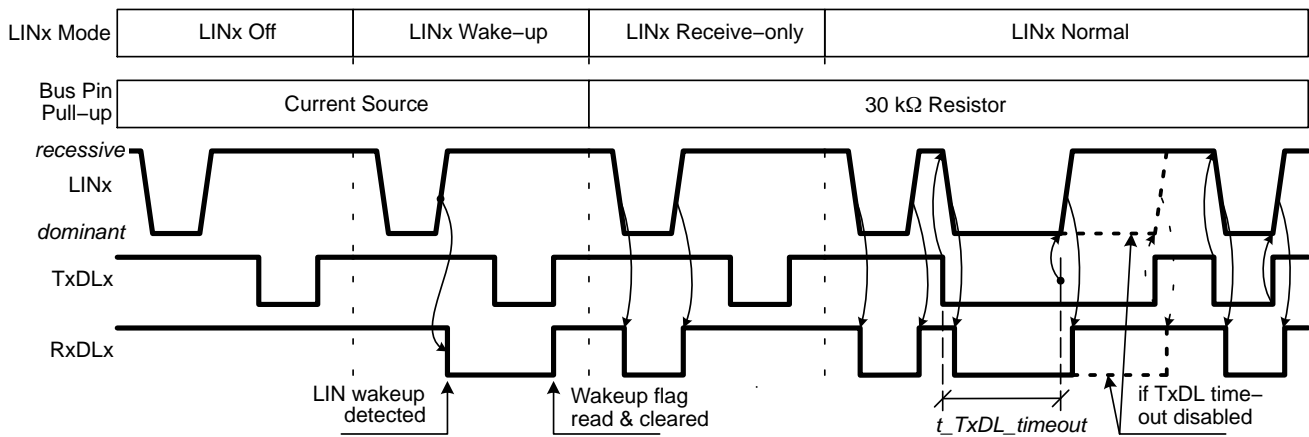 LINx Mode
LINx Off
LINx Wake−up
LINx Receive−only
LINx Normal
Bus Pin
Pull−up
Current Source
30 kΩ Resistor
recessive
LINx
dominant
TxDLx
RxDLx
LIN wakeup
detected
Wakeup flag
read & cleared
t_TxDL_timeout
if TxDL time−
out disabled